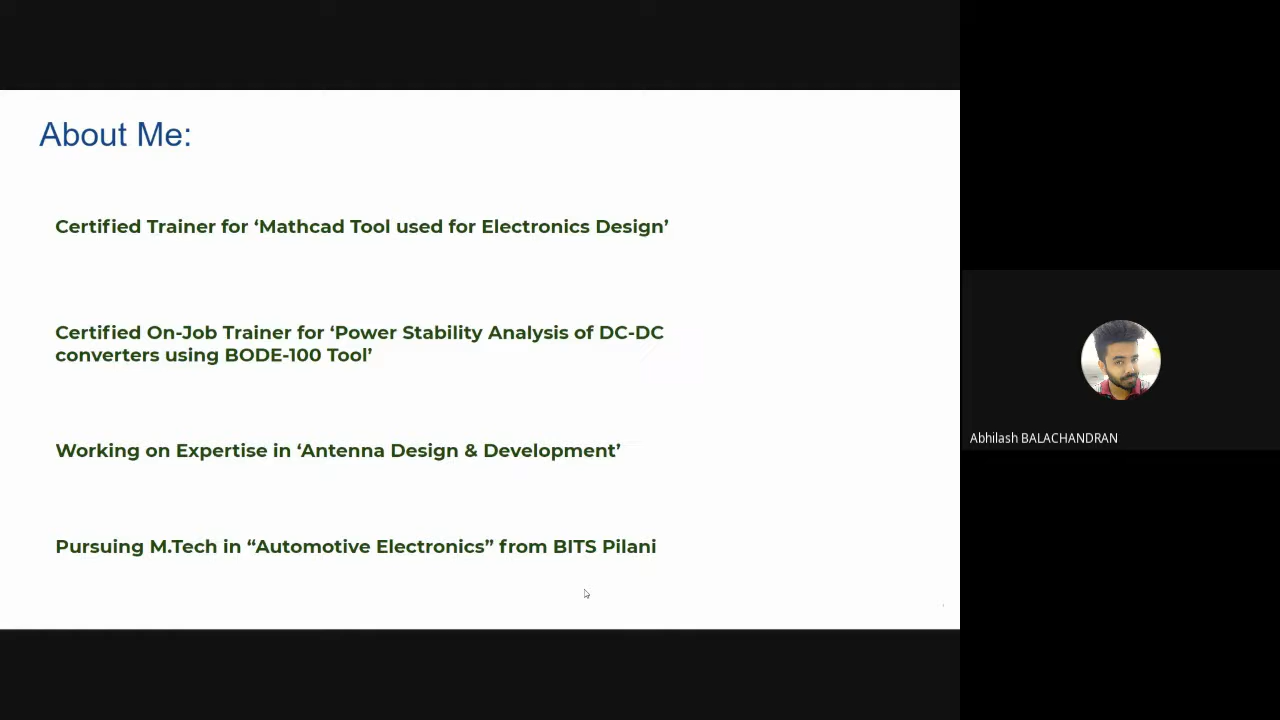 About Me:
Certified Trainer for ‘Mathcad Tool used for Electronics Design’
Certified On-Job Trainer for ‘Power Stability Analysis of DC-DC
converters using BODE-100 Tool’
Working on Expertise in ‘Antenna Design & Development’
Pursuing M.Tech in “Automotive Electronics” from BITS Pilani
Abhilash BALACHANDRAN